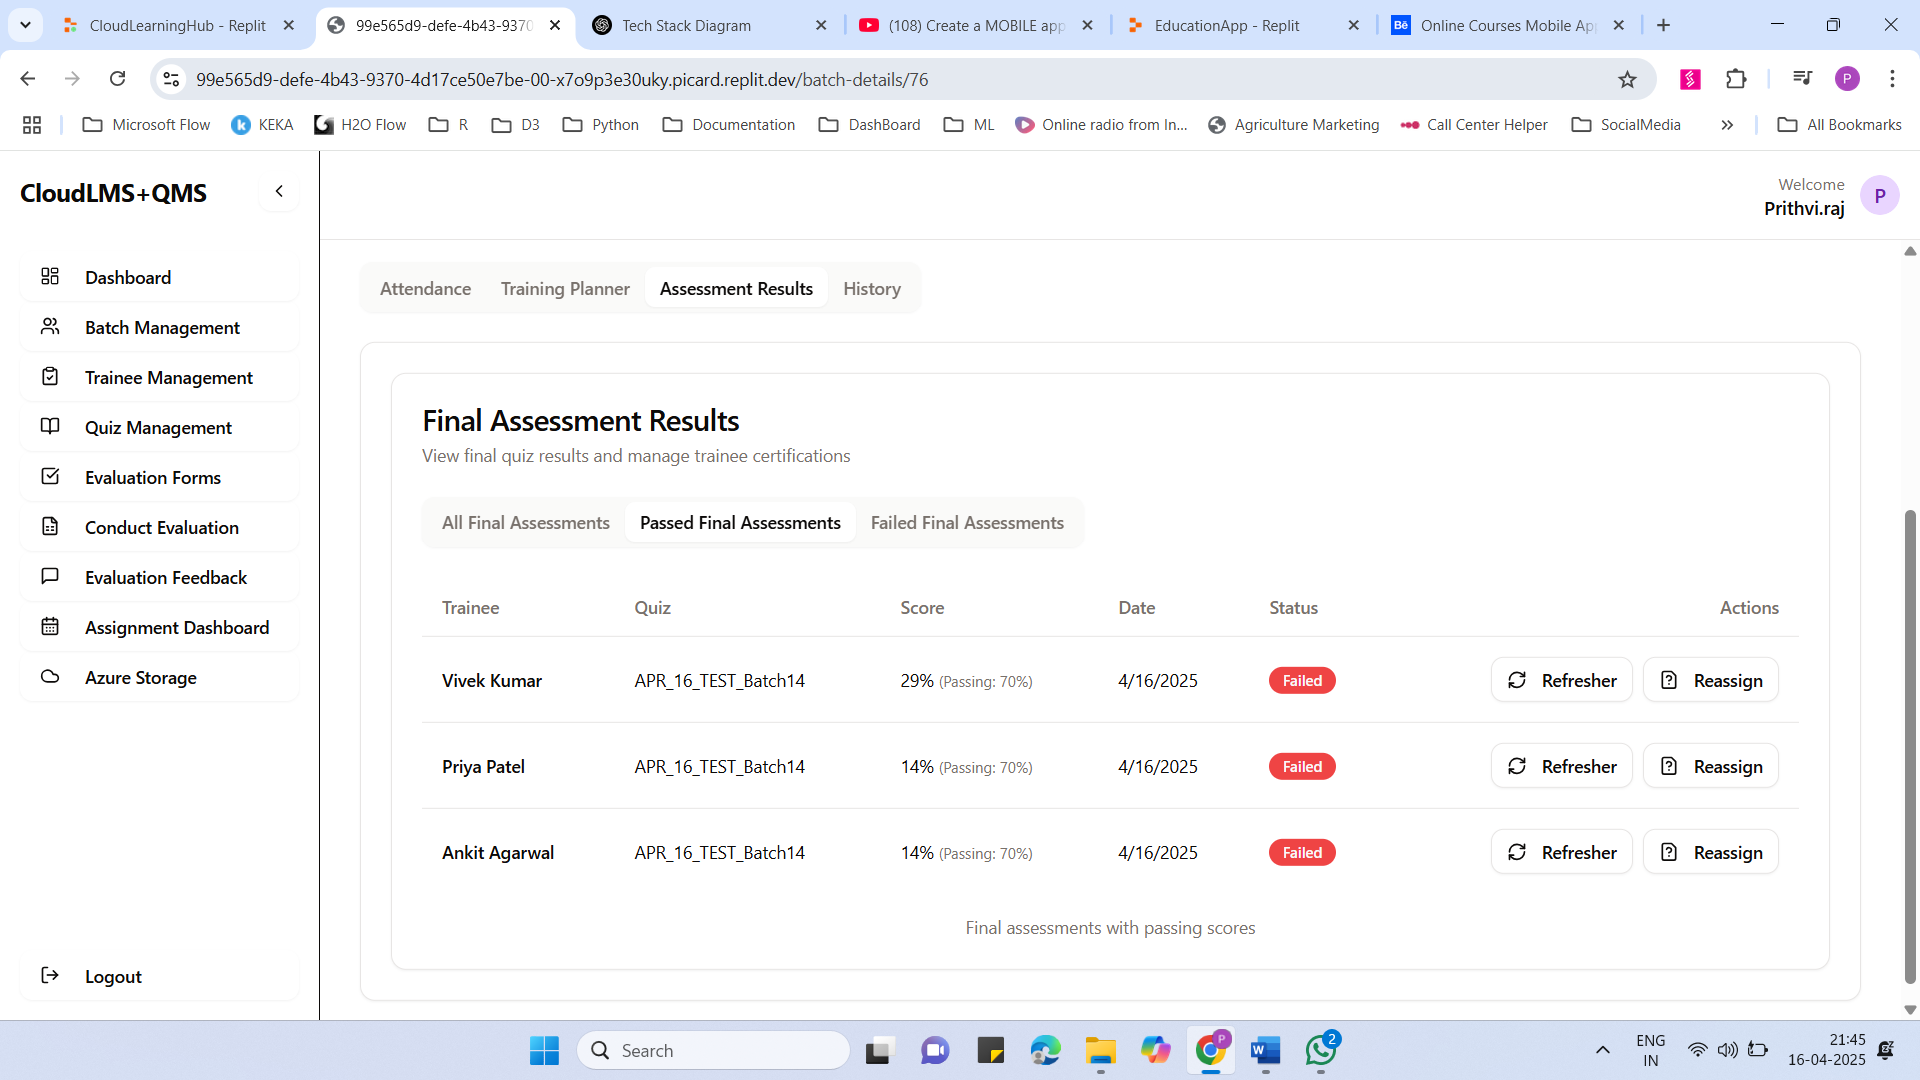 CloudLearningHub - Replit
99e565d9-defe-4b43-9370
Tech Stack Diagram
(108) Create a MOBILE app
EducationApp - Replit
Bē Online Courses Mobile Ap
99e565d9-defe-4b43-9370-4d17ce50e7be-00-x7o9p3e30uky.picard.replit.dev/batch-details/76
P
Microsoft Flow
KEKA
H2O Flow
R
D3
Python
Documentation
DashBoard
ML
Online radio from In...
Agriculture Marketing
Call Center Helper
SocialMedia
All Bookmarks
CloudLMS+QMS
Welcome
Prithvi.raj
P
Dashboard
Batch Management
Trainee Management
Quiz Management
Evaluation Forms
Conduct Evaluation
Evaluation Feedback
Assignment Dashboard
Azure Storage
Logout
Attendance Training Planner Assessment Results History
Final Assessment Results
View final quiz results and manage trainee certifications
All Final Assessments Passed Final Assessments Failed Final Assessments
Trainee Quiz Score Date Status Actions
Vivek Kumar APR_16_TEST_Batch14 29% (Passing: 70%) 4/16/2025 Failed Refresher Reassign
Priya Patel APR_16_TEST_Batch14 14% (Passing: 70%) 4/16/2025 Failed Refresher Reassign
Ankit Agarwal APR_16_TEST_Batch14 14% (Passing: 70%) 4/16/2025 Failed Refresher Reassign
Final assessments with passing scores
Search
P
W
2
ENG
IN
21:45
16-04-2025